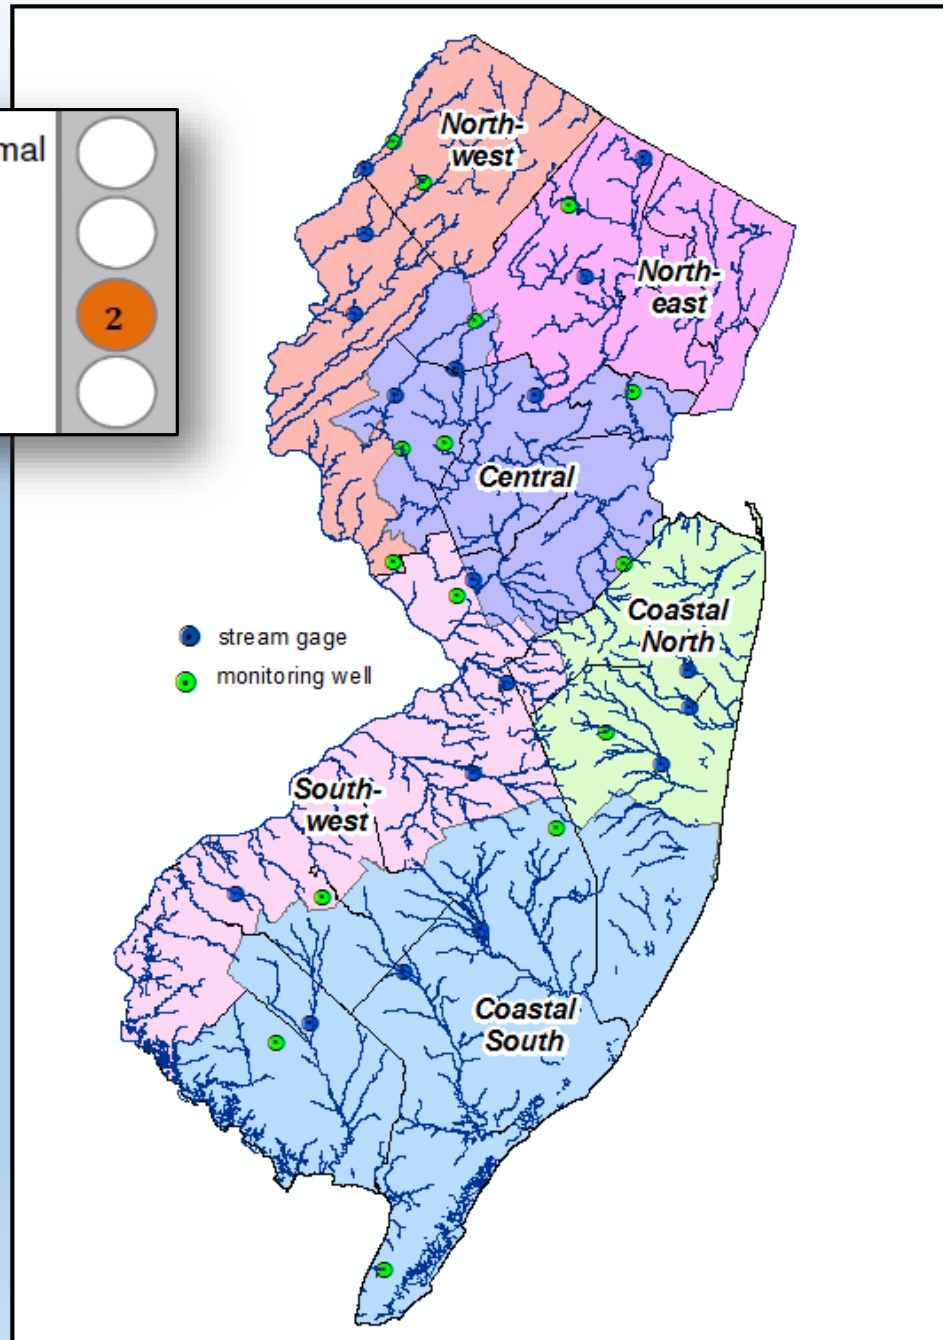 North-
west
mal
North-
east
2
Central
Coastal
North
stream gage
monitoring well
South-
west
Coastal
South